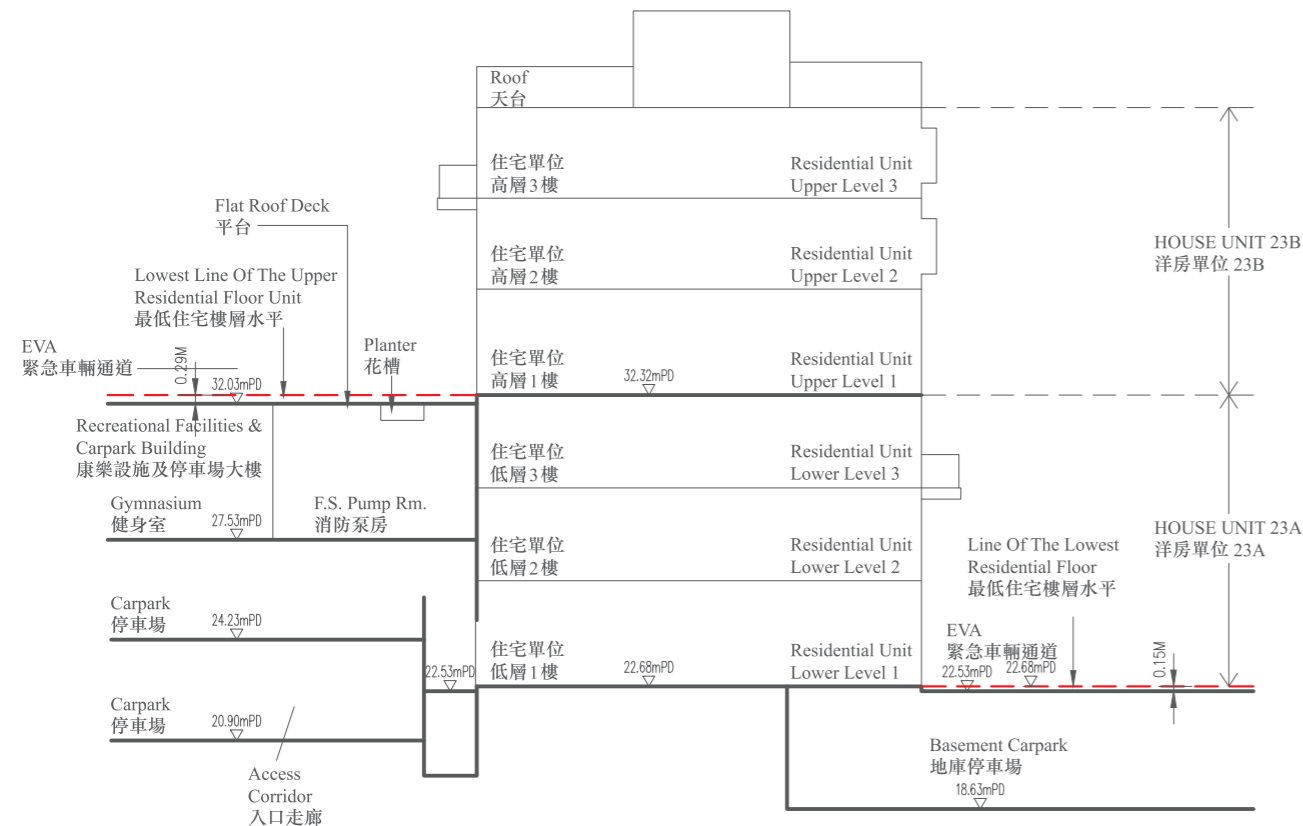 Roof
天台
住宅單位
高層3樓
Residential Unit
Upper Level 3
Flat Roof Deck
平台
HOUSE UNIT 23B
洋房單位 23B
住宅單位
高層2樓
Residential Unit
Upper Level 2
Lowest Line Of The Upper
Residential Floor Unit
最低住宅樓層水平
EVA
緊急車輛通道
0.29M
32.03mPD
Planter
花槽
住宅單位
高層1樓
32.32mPD
Residential Unit
Upper Level 1
Recreational Facilities &
Carpark Building
康樂設施及停車場大樓
住宅單位
低層3樓
Residential Unit
Lower Level 3
Gymnasium
健身室
27.53mPD
F.S. Pump Rm.
消防泵房
HOUSE UNIT 23A
洋房單位 23A
住宅單位
低層2樓
Residential Unit
Lower Level 2
Line Of The Lowest
Residential Floor
最低住宅樓層水平
Carpark
停車場
24.23mPD
EVA
緊急車輛通道
22.53mPD
22.68mPD
0.15M
住宅單位
低層1樓
22.53mPD
22.68mPD
Residential Unit
Lower Level 1
Carpark
停車場
20.90mPD
Basement Carpark
地庫停車場
18.63mPD
Access
Corridor
入口走廊